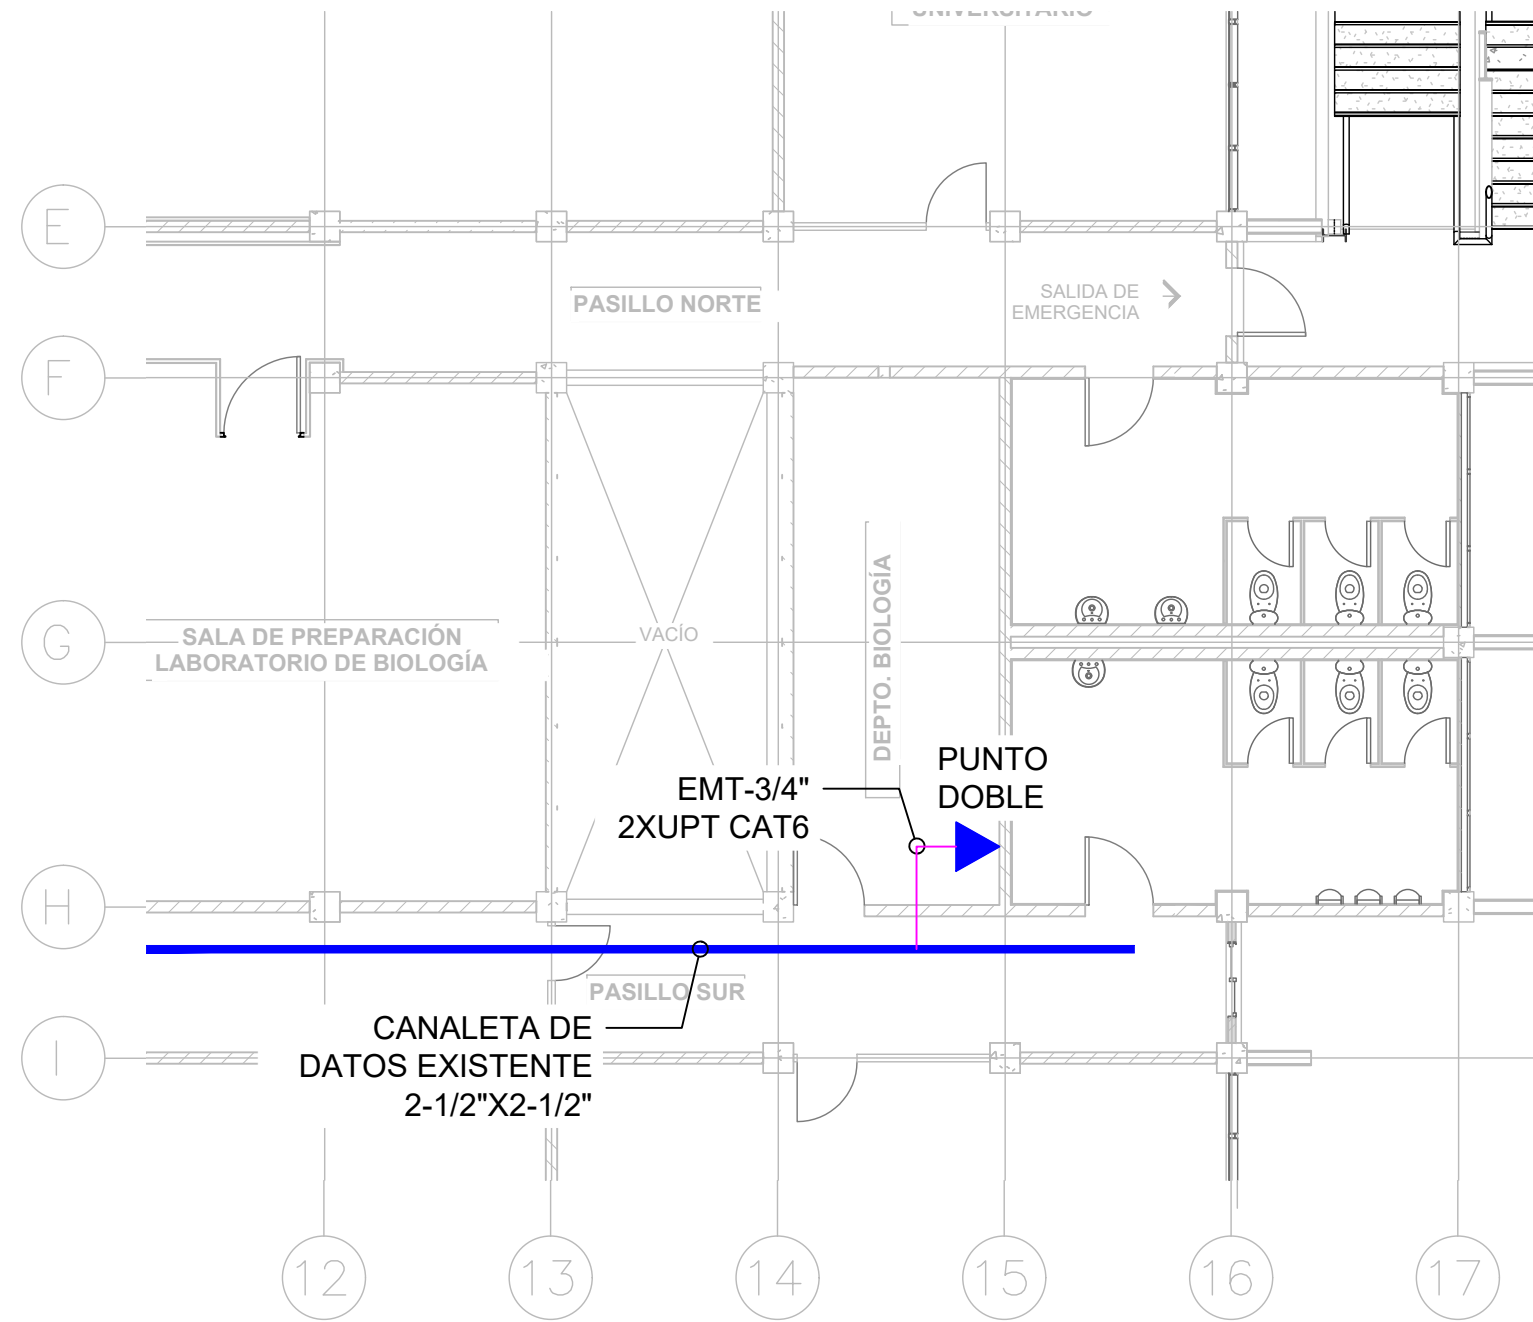 UNIVERSITARIO
E
PASILLO NORTE
SALIDA DE
EMERGENCIA
F
G
SALA DE PREPARACIÓN
LABORATORIO DE BIOLOGÍA
VACÍO
DEPTO. BIOLOGÍA
PUNTO
DOBLE
EMT-3/4"
2XUPT CAT6
H
PASILLO SUR
CANALETA DE
DATOS EXISTENTE
2-1/2"X2-1/2"
I
12
13
14
15
16
17